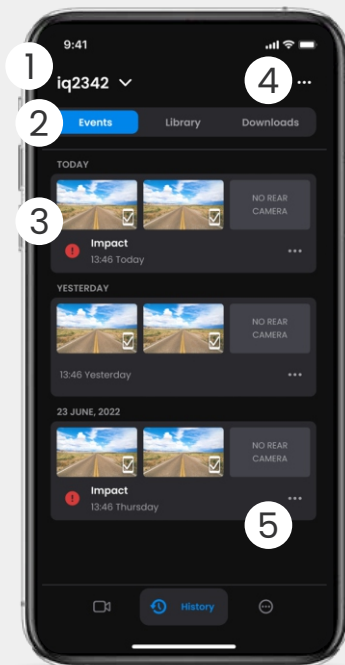 9:41
1
iq2342
4
...
2
Events
Library
Downloads
TODAY
NO REAR
CAMERA
3
!
Impact
13:46 Today
...
YESTERDAY
NO REAR
CAMERA
13:46 Yesterday
...
23 JUNE, 2022
NO REAR
CAMERA
!
Impact
13:46 Thursday
...
5
History